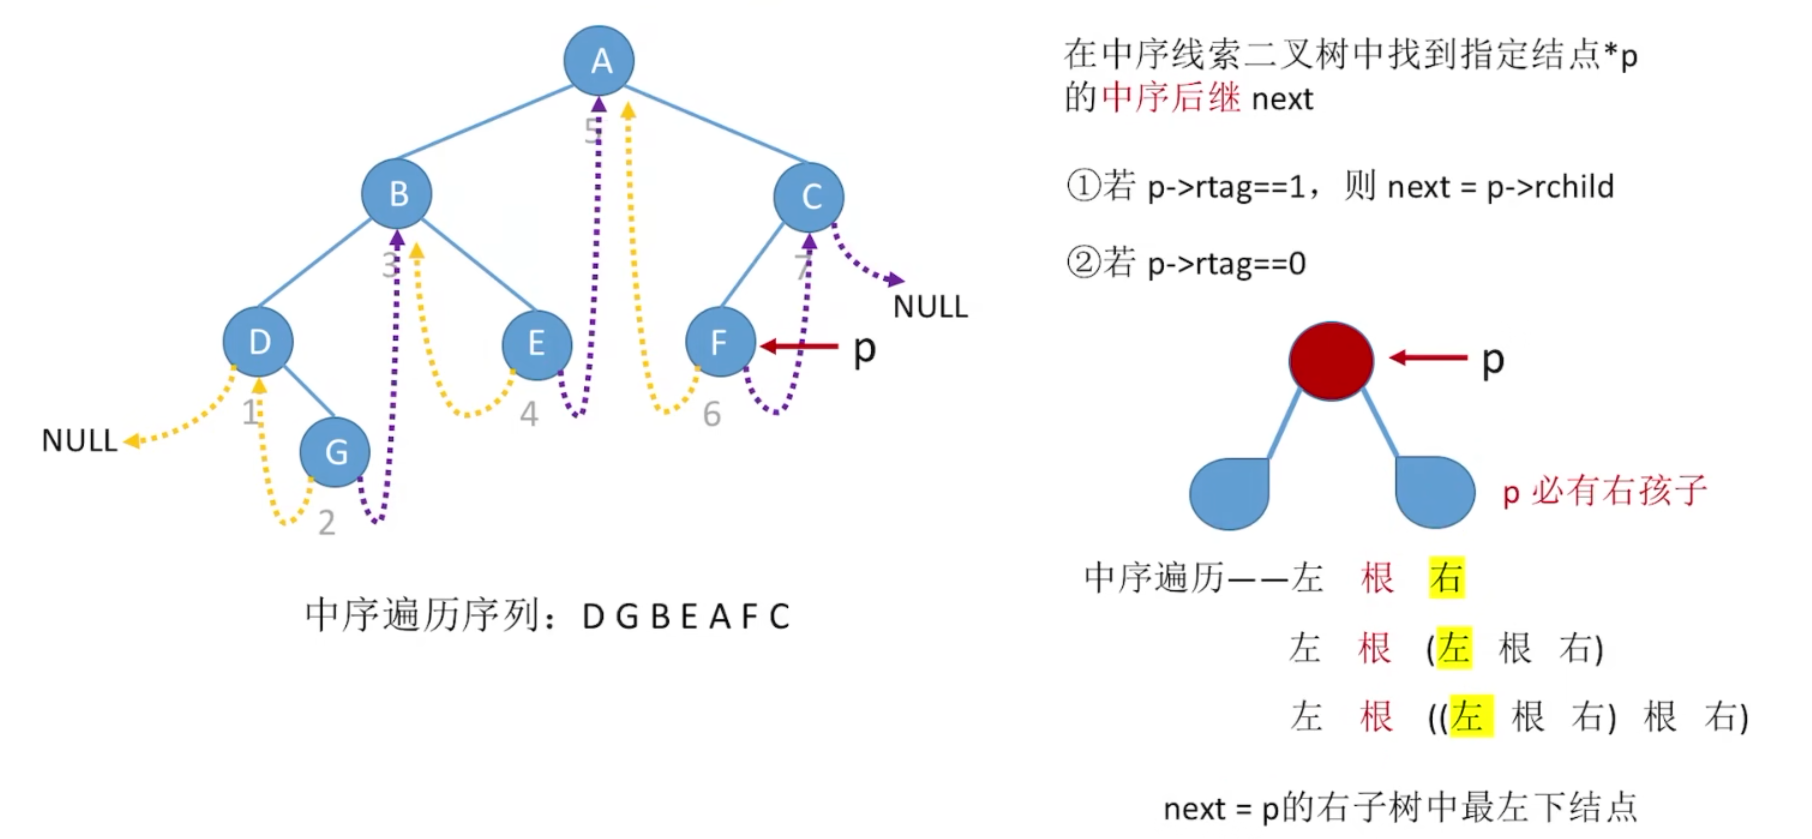 A
5
B
C
3
7
NULL
D
E
F
p
1
4
6
NULL
G
2
中序遍历序列：D G B E A F C
在中序线索二叉树中找到指定结点*p
的中序后继 next
①若 p->rtag==1，则 next = p->rchild
②若 p->rtag==0
p
p 必有右孩子
中序遍历——左 根 右
左 根 (左 根 右)
左 根 ((左 根 右) 根 右)
next = p的右子树中最左下结点